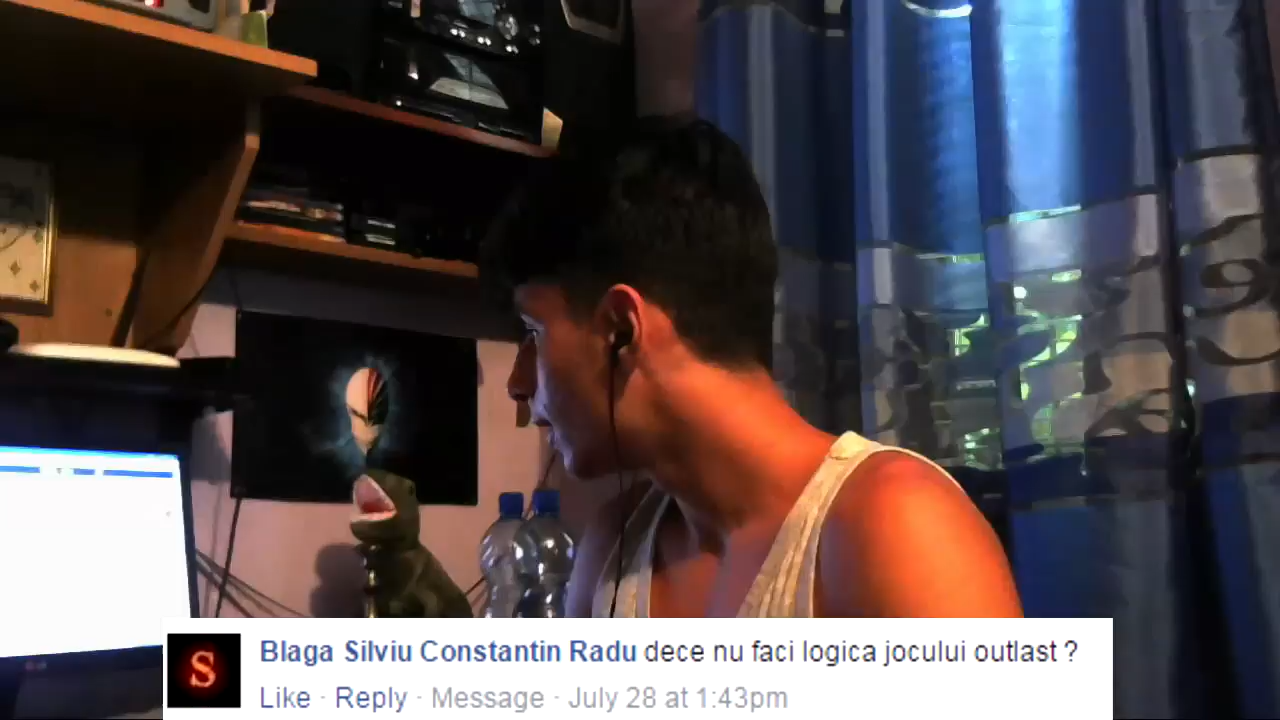 S
Blaga Silviu Constantin Radu dece nu faci logica jocului outlast ?
Like · Reply · Message · July 28 at 1:43pm